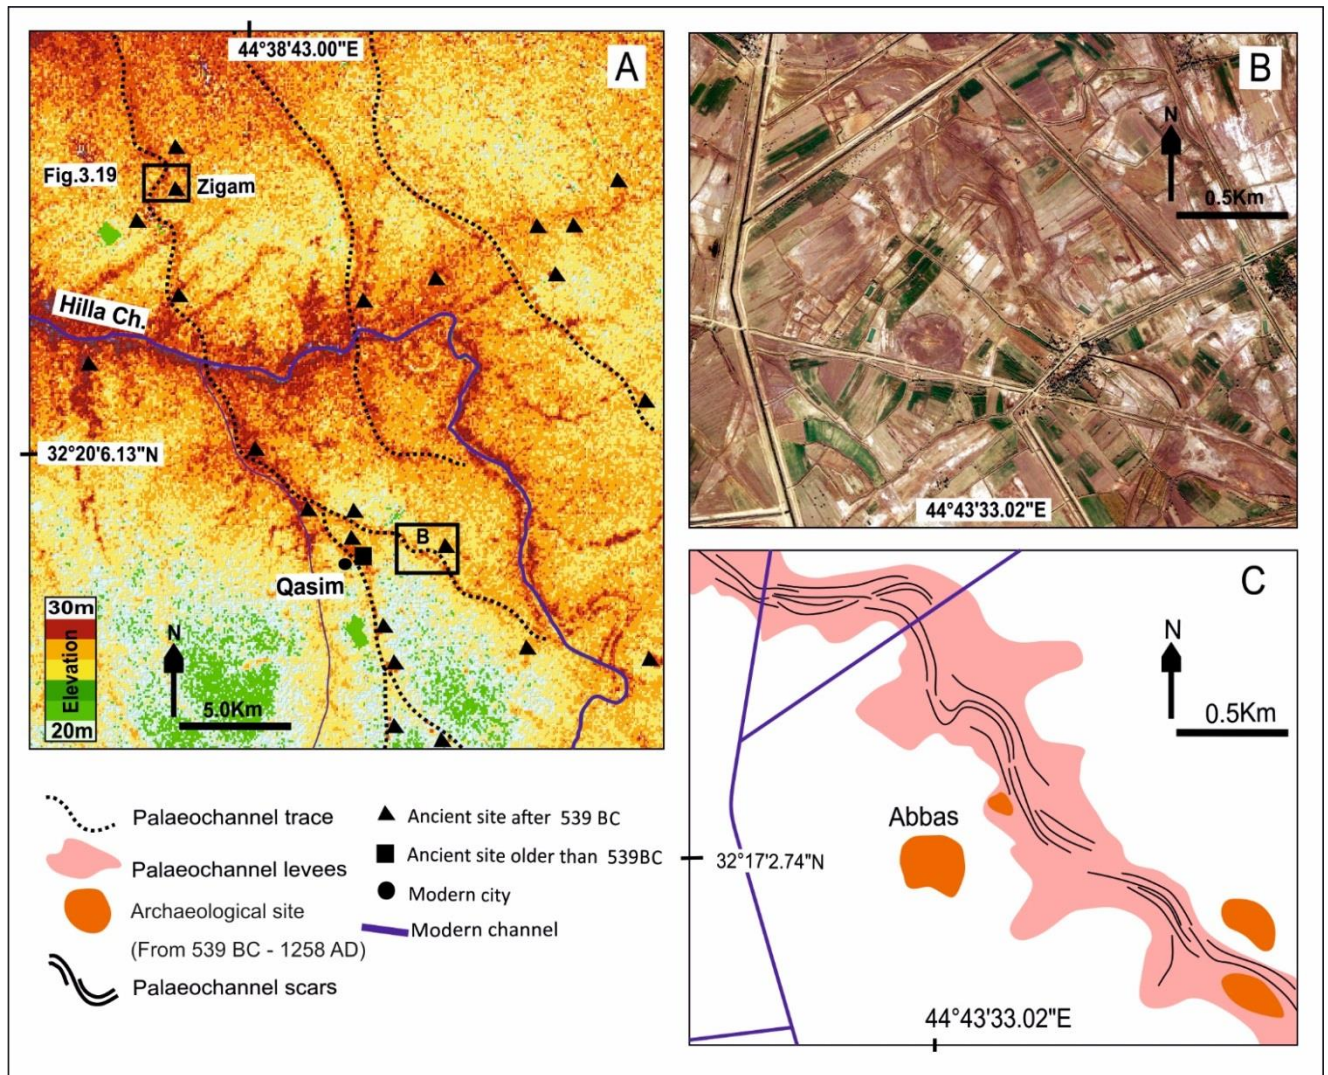 44°38'43.00"E
A
Fig.3.19
Zigam
Hilla Ch.
32°20'6.13"N
B
Qasim
30m
Elevation
20m
N
5.0Km
B
N
0.5Km
44°43'33.02"E
C
N
0.5Km
Abbas
32°17'2.74"N
44°43'33.02"E
Palaeochannel trace
Palaeochannel levees
Archaeological site
(From 539 BC - 1258 AD)
Palaeochannel scars
Ancient site after 539 BC
Ancient site older than 539BC
Modern city
Modern channel